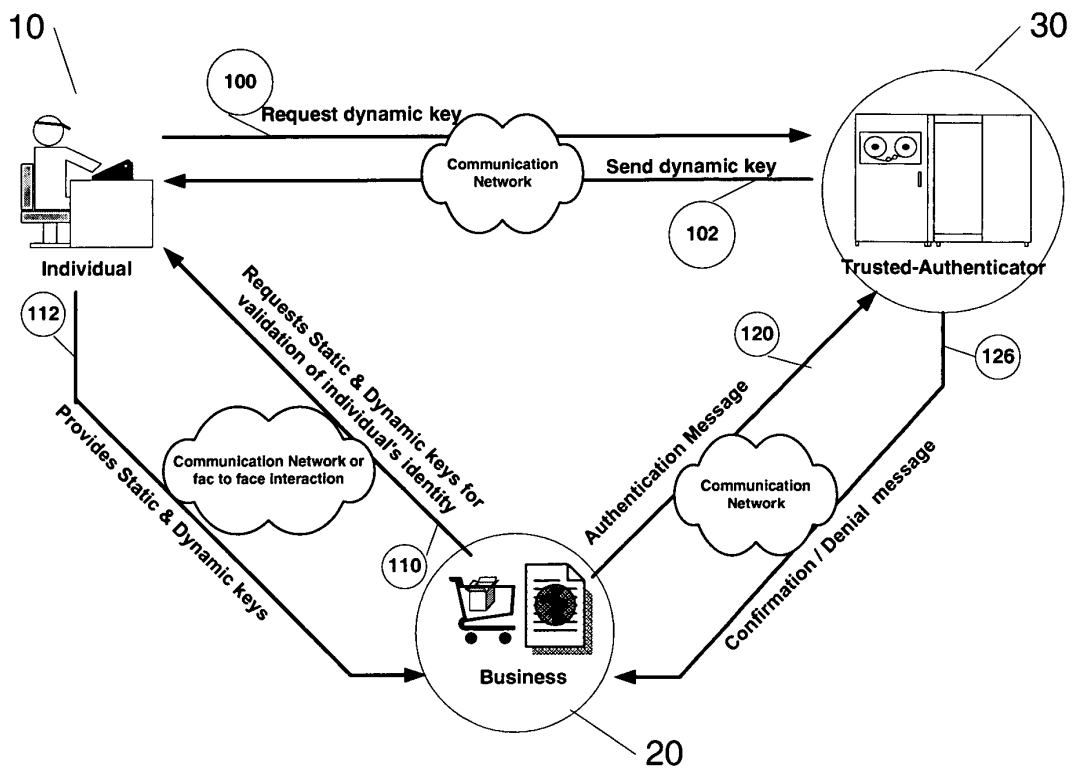 10
30
100
Request dynamic key
Communication
Network
Send dynamic key
102
Individual
Trusted-Authenticator
112
Requests Static & Dynamic keys for
validation of individual's identity
120
126
Provides Static & Dynamic keys
Communication Network or
fac to face interaction
Authentication Message
Communication
Network
Confirmation / Denial message
110
Business
20